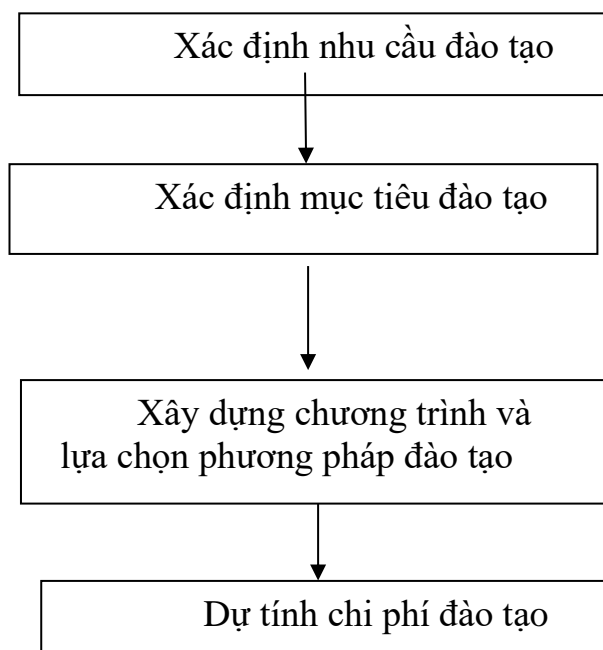 Xác định nhu cầu đào tạo
Xác định mục tiêu đào tạo
Xây dựng chương trình và
lựa chọn phương pháp đào tạo
Dự tính chi phí đào tạo